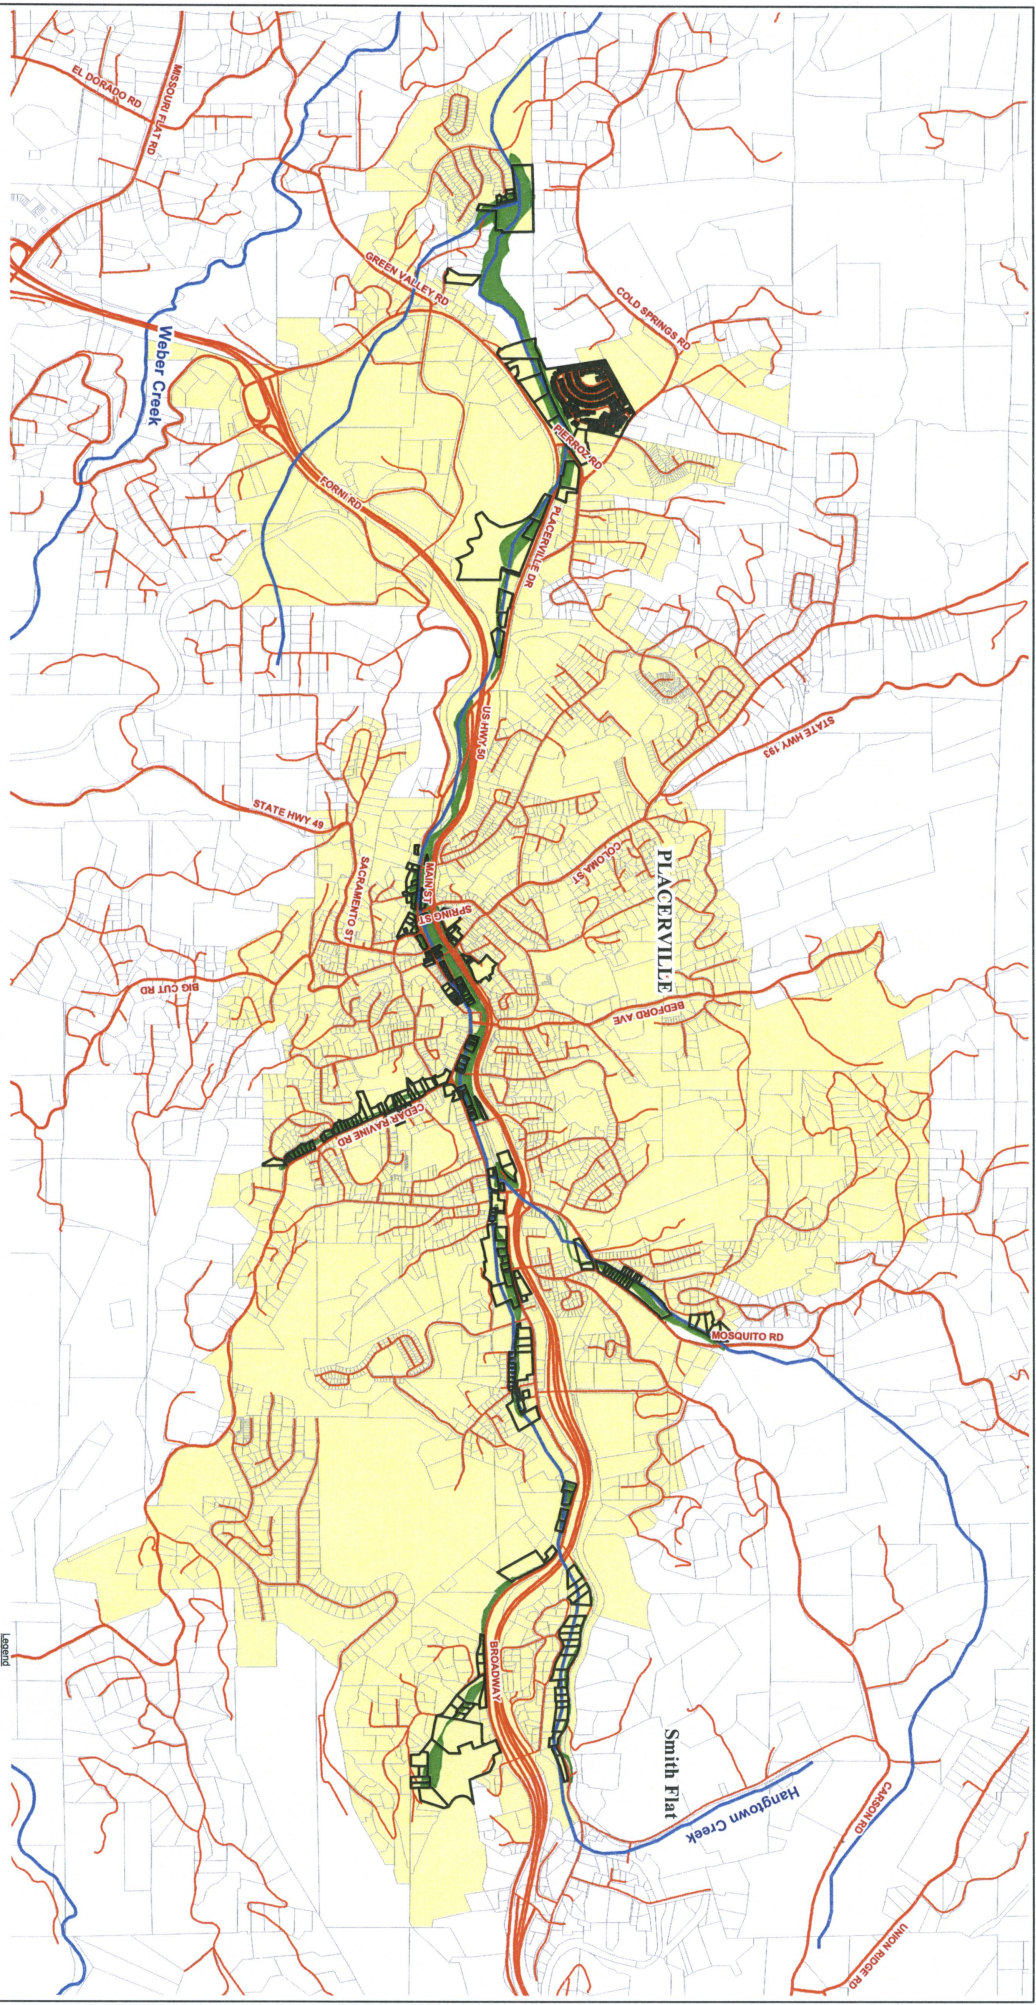 MISSOURI FLAT RD
EL DORADO RD
GREEN VALLEY RD
COLD SPRINGS RD
Weber Creek
PIERROZ RD
FORNI RD
PLACERVILLE DR
US HWY 50
STATE HWY 193
STATE HWY 49
SACRAMENTO ST
MAIN ST
SPRING ST
COLOMA ST
PLACERVILLE
BIG CUT RD
BEDFORD AVE
CEDAR RAVINE RD
MOSQUITO RD
BROADWAY
Smith Flat
Hangtown Creek
CARSON RD
UNION RIDGE RD
Legend